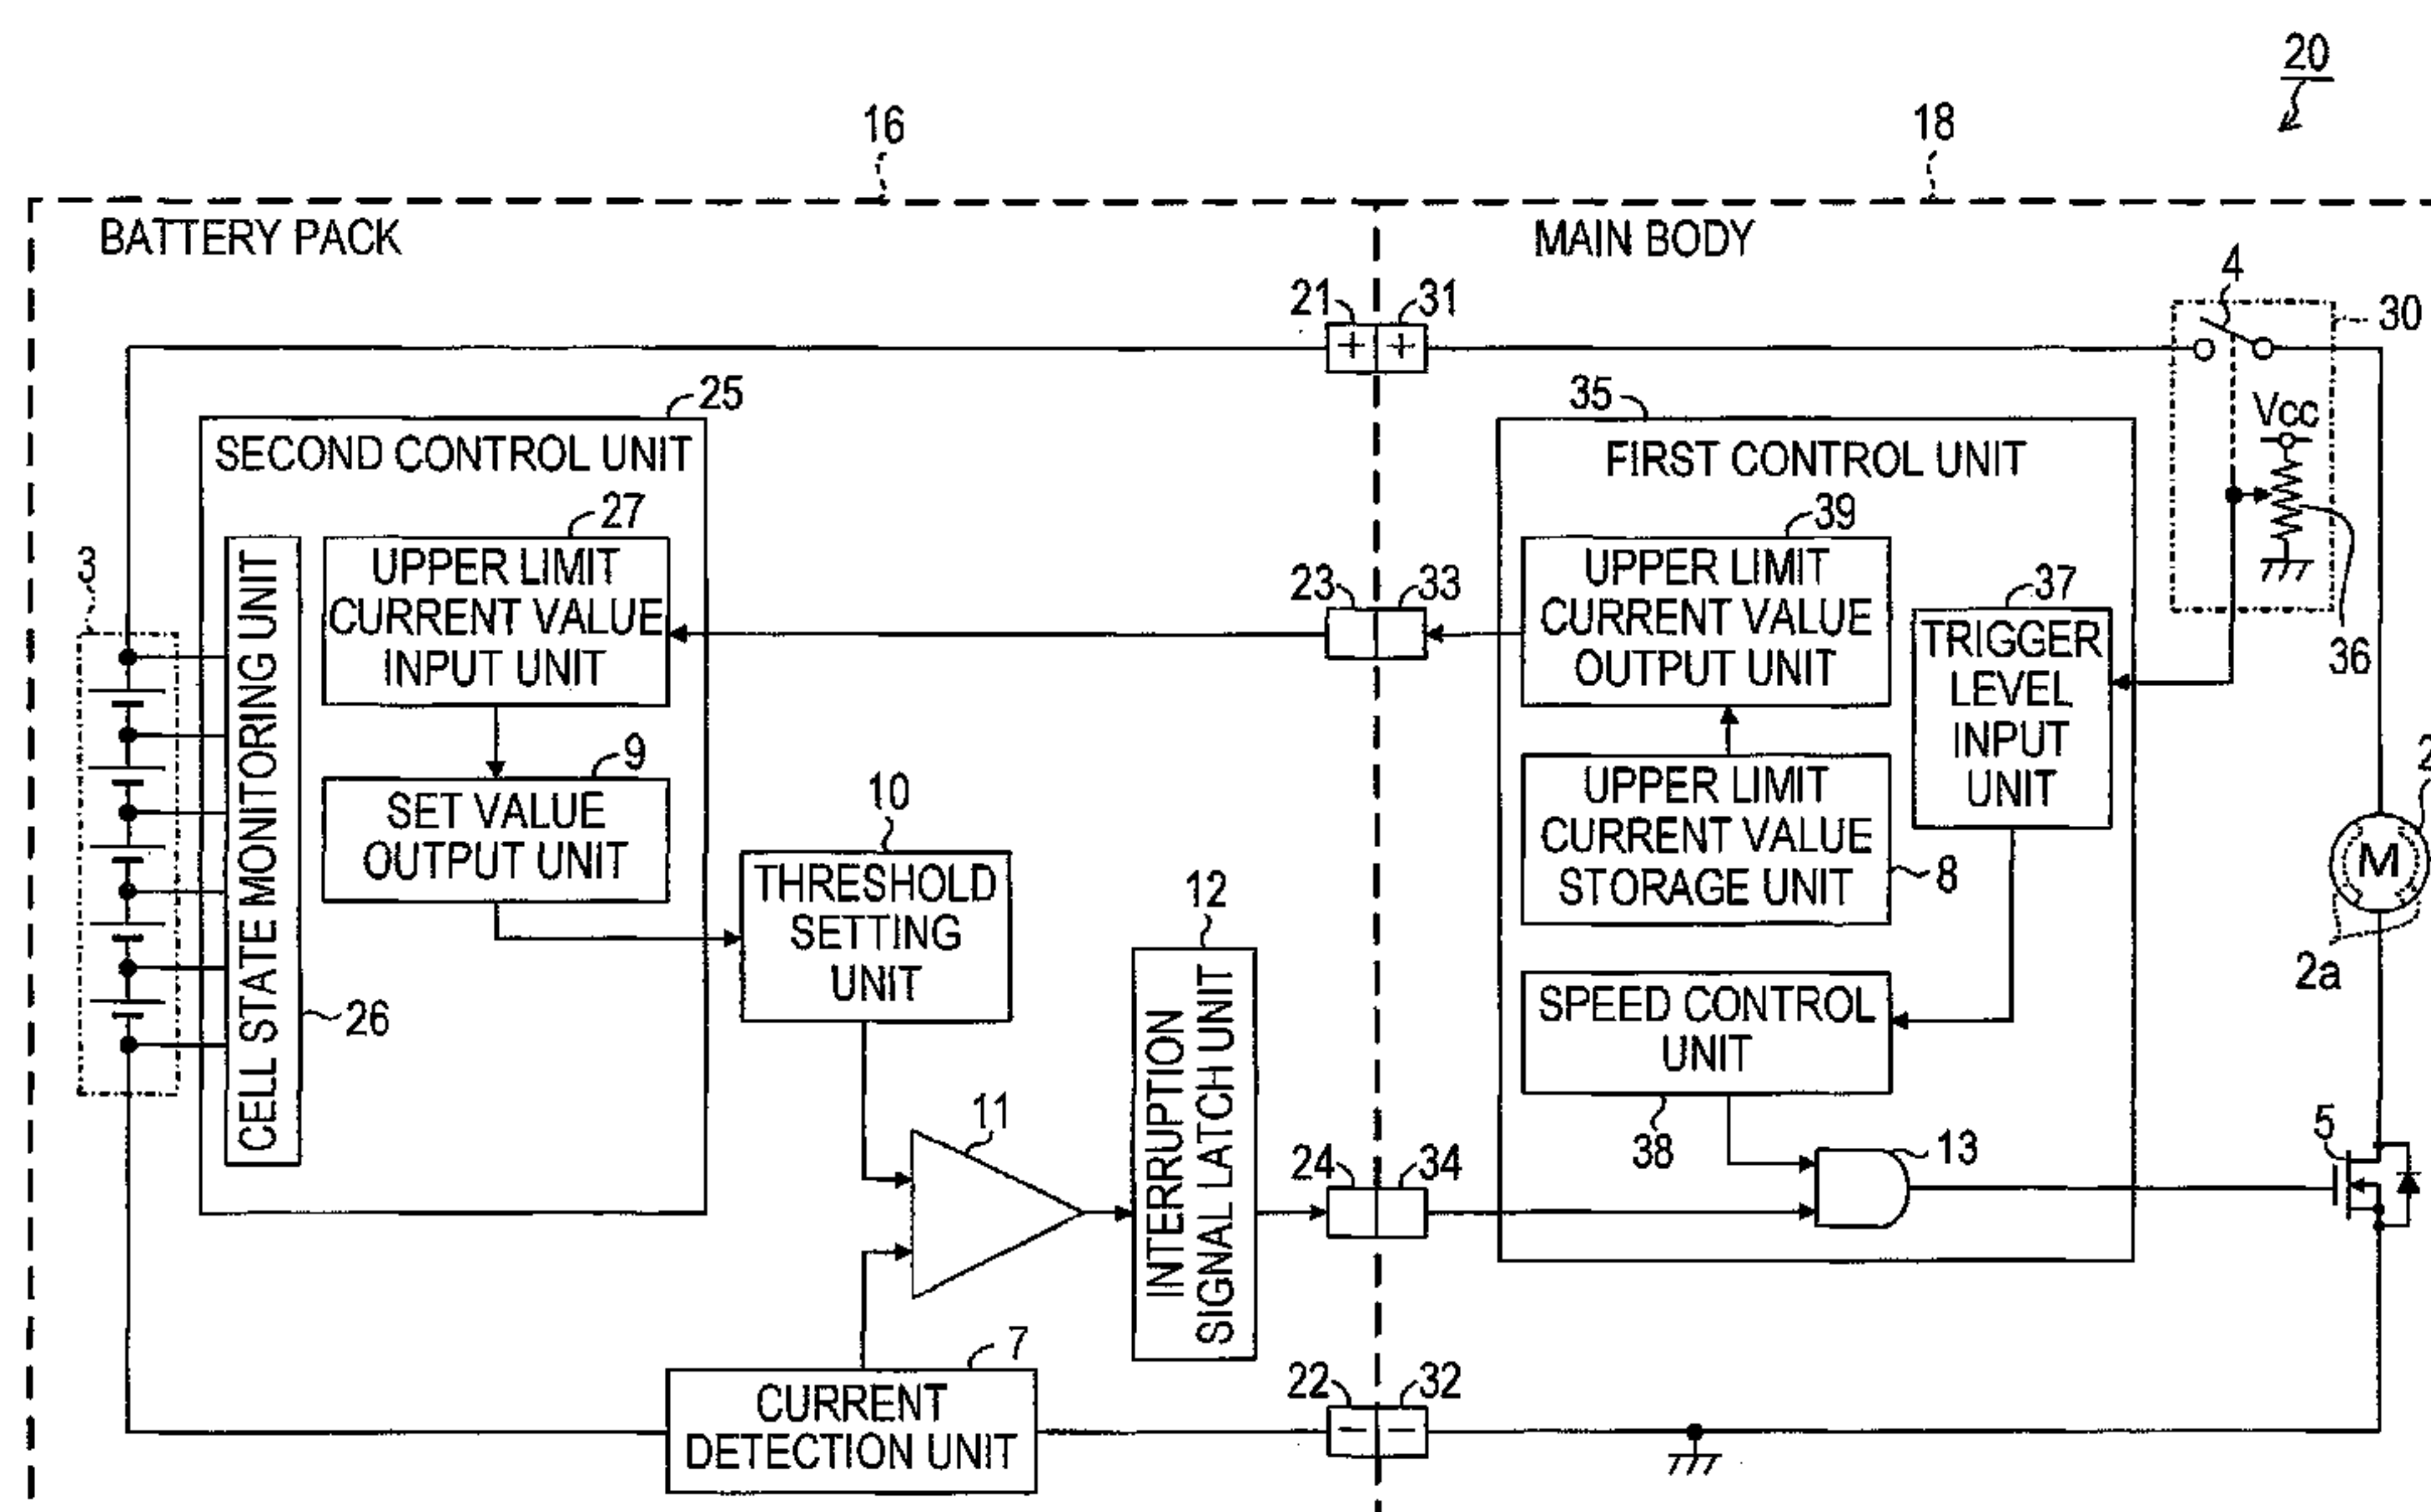 20
16
18
BATTERY PACK
MAIN BODY
4
21
31
30
+
+
25
35
Vcc
SECOND CONTROL UNIT
FIRST CONTROL UNIT
27
39
3
UPPER LIMIT
CURRENT VALUE
INPUT UNIT
23
33
UPPER LIMIT
CURRENT VALUE
OUTPUT UNIT
37
TRIGGER
LEVEL
INPUT
UNIT
36
CELL STATE MONITORING UNIT
9
SET VALUE
OUTPUT UNIT
10
UPPER LIMIT
CURRENT VALUE
STORAGE UNIT
8
2
M
2a
THRESHOLD
SETTING
UNIT
12
26
SPEED CONTROL
UNIT
INTERRUPTION
SIGNAL LATCH UNIT
11
38
13
5
24
34
7
22
32
CURRENT
DETECTION UNIT
−
−